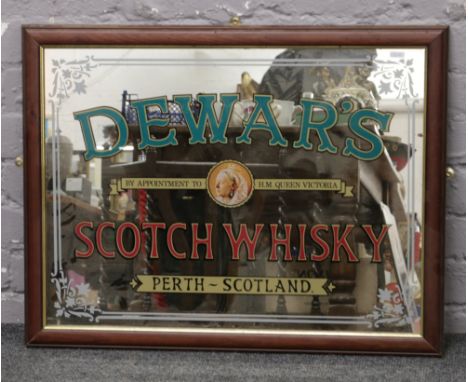 DEWAR'S
BY APPOINTMENT TO H.M. QUEEN VICTORIA
SCOTCH WHISKY
PERTH ~ SCOTLAND.